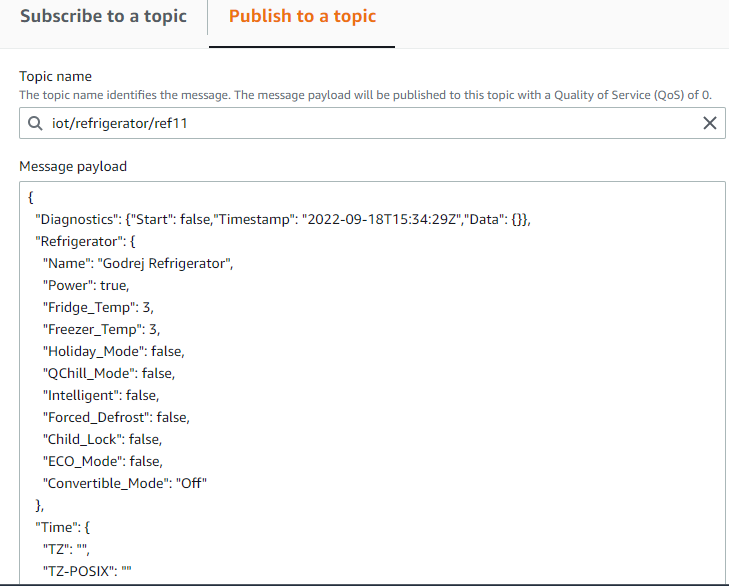 Subscribe to a topic
Publish to a topic
Topic name
The topic name identifies the message. The message payload will be published to this topic with a Quality of Service (QoS) of 0.
iot/refrigerator/ref11
Message payload
{
"Diagnostics": {"Start": false,"Timestamp": "2022-09-18T15:34:29Z","Data": {}},
"Refrigerator": {
"Name": "Godrej Refrigerator",
"Power": true,
"Fridge_Temp": 3,
"Freezer_Temp": 3,
"Holiday_Mode": false,
"QChill_Mode": false,
"Intelligent": false,
"Forced_Defrost": false,
"Child_Lock": false,
"ECO_Mode": false,
"Convertible_Mode": "Off"
},
"Time": {
"TZ": "",
"TZ-POSIX": ""